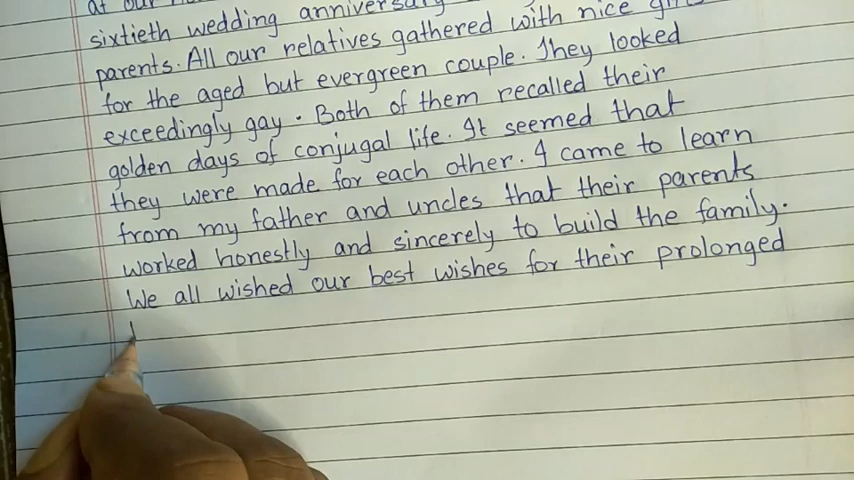 at our
sixtieth wedding anniversary
parents. All our relatives gathered with nice
for the aged but evergreen couple. They looked
exceedingly gay. Both of them recalled their
golden days of conjugal life. It seemed that
they were made for each other. I came to learn
from my father and uncles that their parents
worked honestly and sincerely to build the family.
We all wished our best wishes for their prolonged